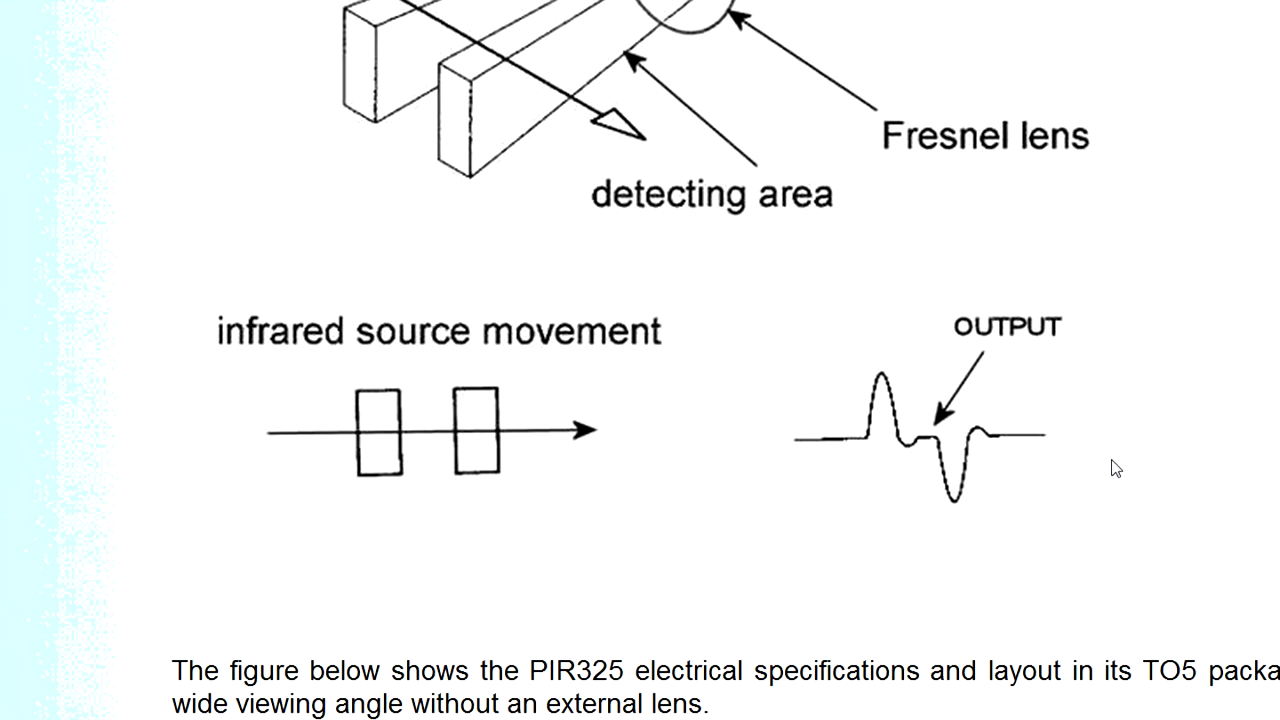 Fresnel lens
detecting area
infrared source movement
OUTPUT
The figure below shows the PIR325 electrical specifications and layout in its TO5
wide viewing angle without an external lens.